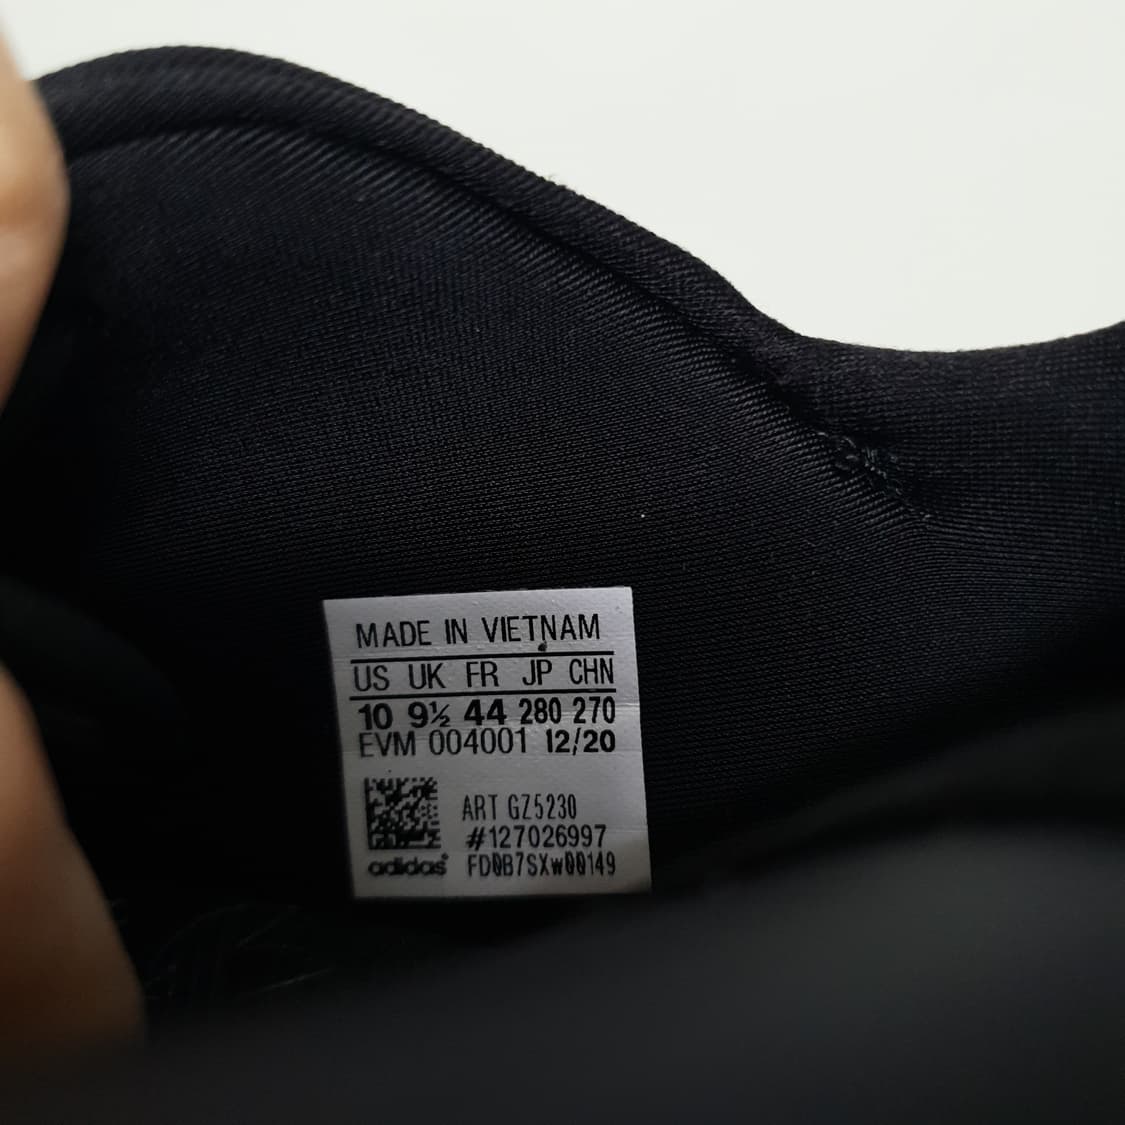 MADE IN VIETNAM
US UK FR JP CHN
10 9½ 44 280 270
EVM 004001 12/20
ART GZ5230
#127026997
adidas FD0B7SXw00149